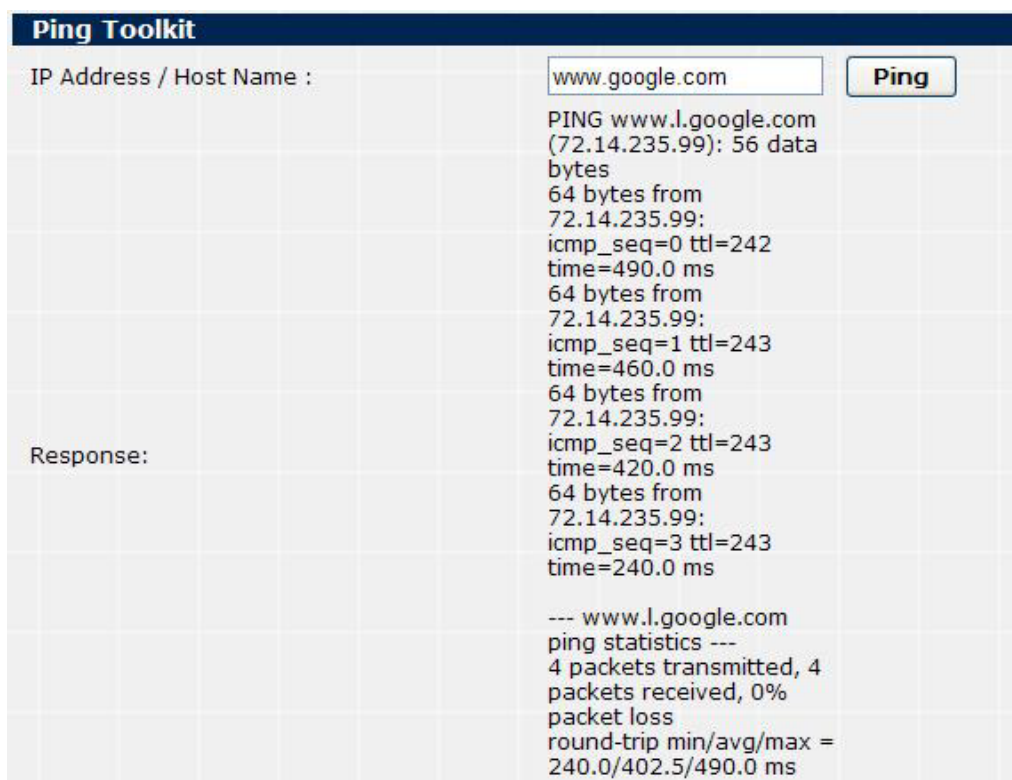 Ping Toolkit
IP Address / Host Name :
www.google.com
Ping
Response:
PING www.l.google.com
(72.14.235.99): 56 data
bytes
64 bytes from
72.14.235.99:
icmp_seq=0 ttl=242
time=490.0 ms
64 bytes from
72.14.235.99:
icmp_seq=1 ttl=243
time=460.0 ms
64 bytes from
72.14.235.99:
icmp_seq=2 ttl=243
time=420.0 ms
64 bytes from
72.14.235.99:
icmp_seq=3 ttl=243
time=240.0 ms
--- www.l.google.com
ping statistics ---
4 packets transmitted, 4
packets received, 0%
packet loss
round-trip min/avg/max =
240.0/402.5/490.0 ms